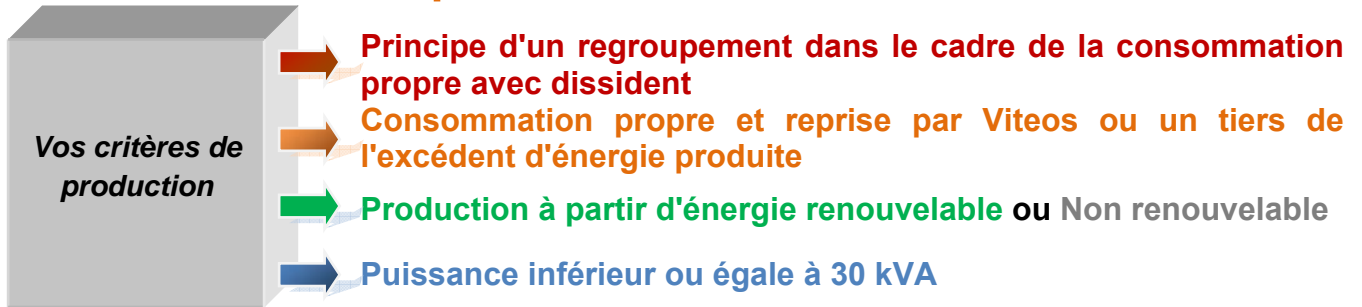 Principe d'un regroupement dans le cadre de la consommation
propre avec dissident
Consommation propre et reprise par Viteos ou un tiers de
l'excédent d'énergie produite
Vos critères de
production
Production à partir d'énergie renouvelable ou Non renouvelable
Puissance inférieur ou égale à 30 kVA